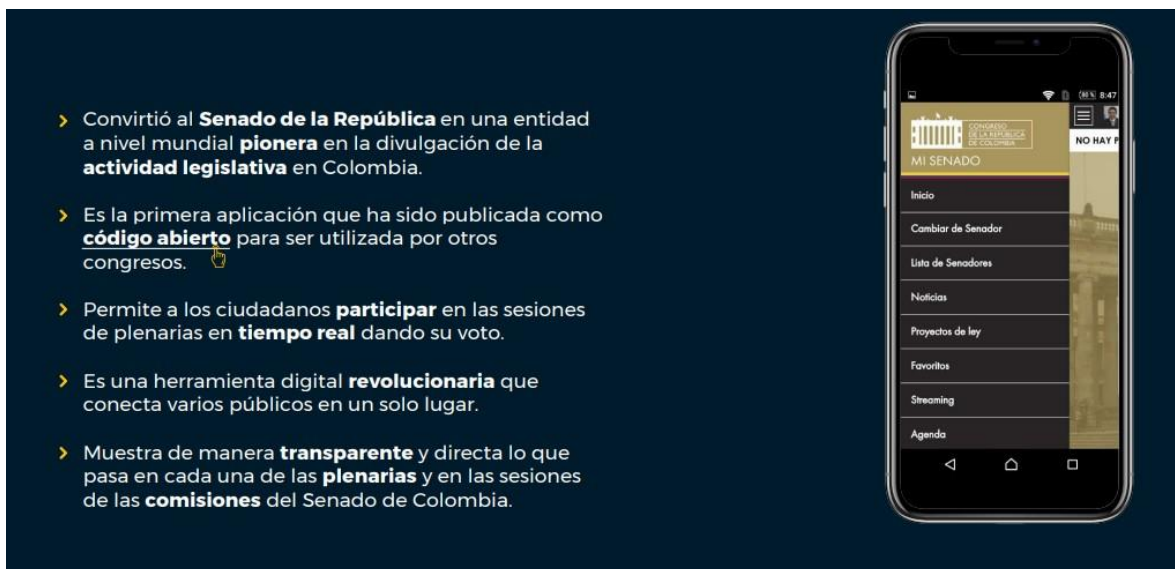 Convirtió al Senado de la República en una entidad
a nivel mundial pionera en la divulgación de la
actividad legislativa en Colombia.
Es la primera aplicación que ha sido publicada como
código abierto para ser utilizada por otros
congresos.
Permite a los ciudadanos participar en las sesiones
de plenarias en tiempo real dando su voto.
Es una herramienta digital revolucionaria que
conecta varios públicos en un solo lugar.
Muestra de manera transparente y directa lo que
pasa en cada una de las plenarias y en las sesiones
de las comisiones del Senado de Colombia.
8:47
CONGRESO
DE LA REPÚBLICA
DE COLOMBIA
MI SENADO
NO HAY P
Inicio
Cambiar de Senador
Lista de Senadores
Noticias
Proyectos de ley
Favoritos
Streaming
Agenda